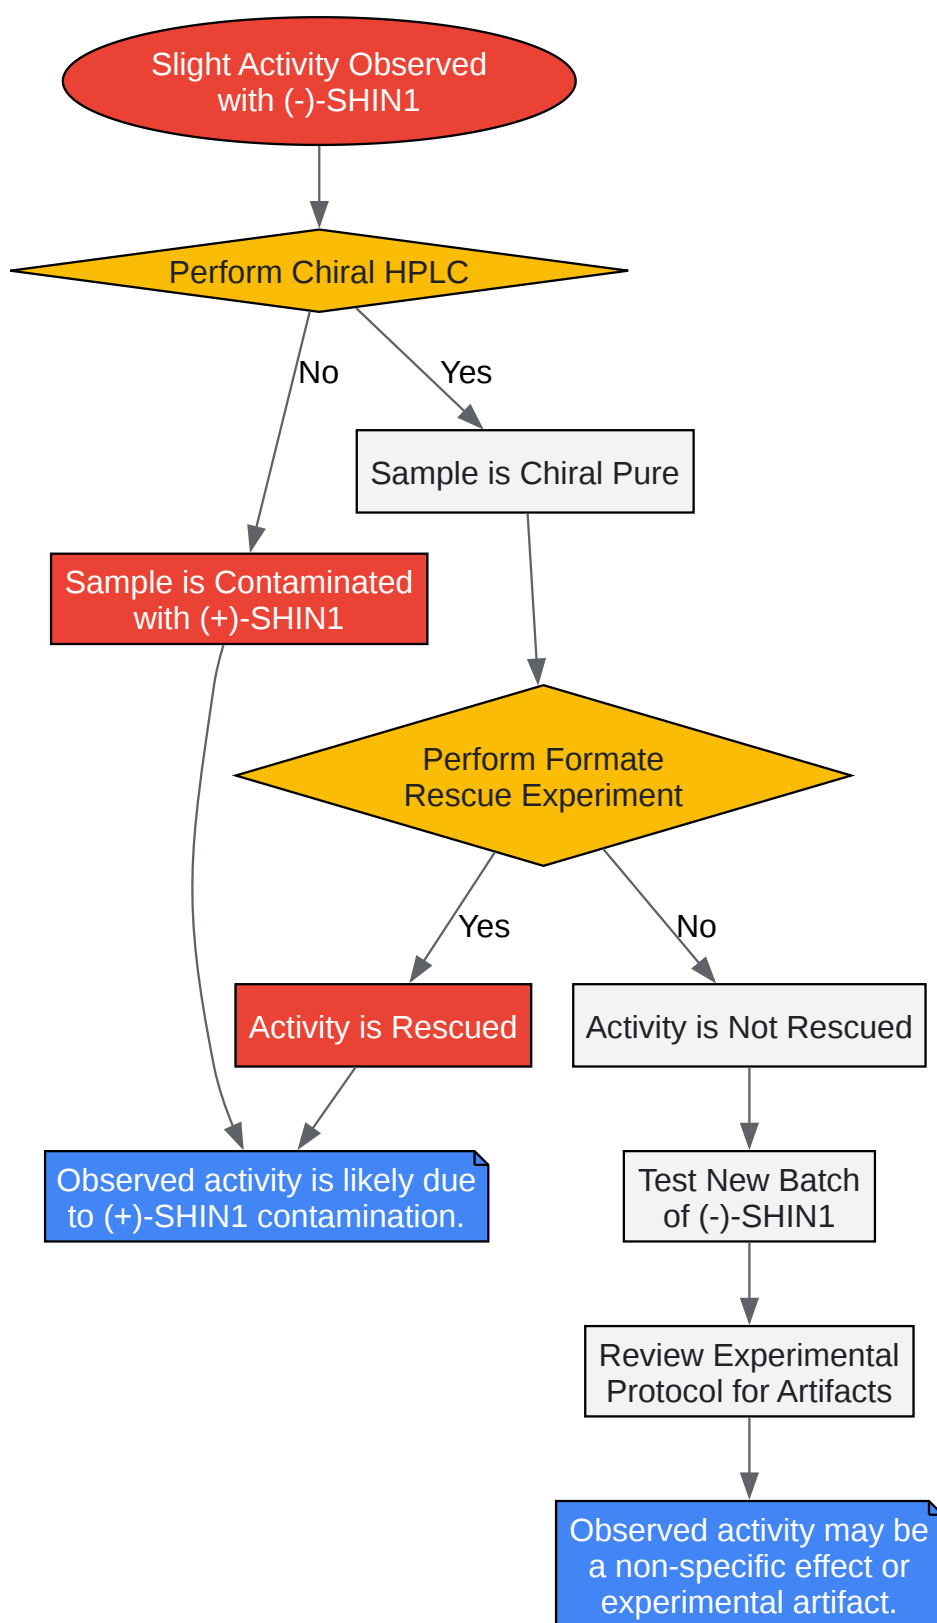 Slight Activity Observed
with (-)-SHIN1
Perform Chiral HPLC
No
Yes
Sample is Chiral Pure
Sample is Contaminated
with (+)-SHIN1
Perform Formate
Rescue Experiment
Yes
No
Activity is Rescued
Activity is Not Rescued
Observed activity is likely due
to (+)-SHIN1 contamination.
Test New Batch
of (-)-SHIN1
Review Experimental
Protocol for Artifacts
Observed activity may be
a non-specific effect or
experimental artifact.